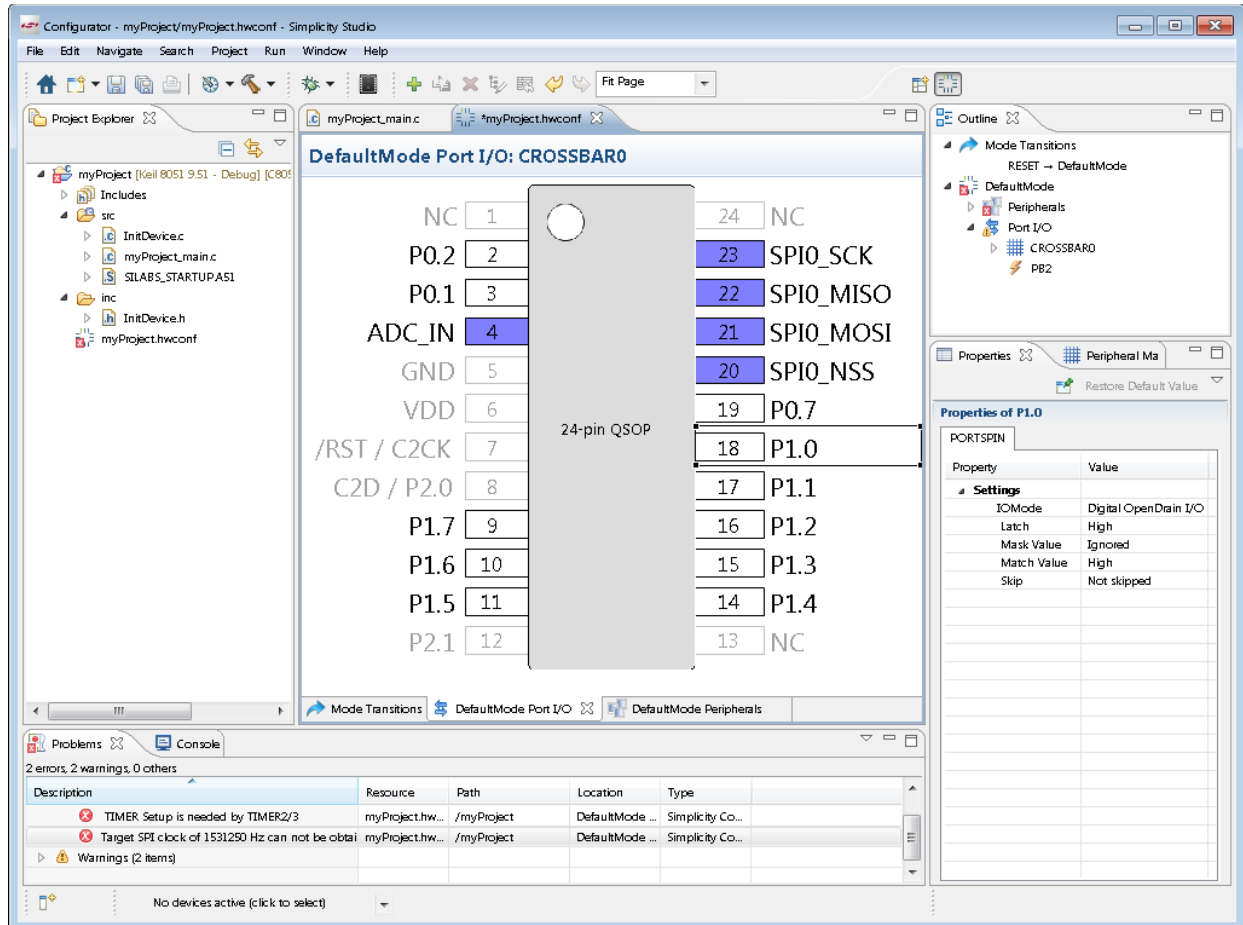 Configurator - myProject/myProject.hwconf - Simplicity Studio
File Edit Navigate Search Project Run Window Help
Fit Page
Project Explorer
myProject [Keil 8051 9.51 - Debug] [C805
Includes
src
InitDevice.c
myProject_main.c
SILABS_STARTUP.A51
inc
InitDevice.h
myProject.hwconf
myProject_main.c *myProject.hwconf
DefaultMode Port I/O: CROSSBAR0
NC 1 24 NC
P0.2 2 23 SPI0_SCK
P0.1 3 22 SPI0_MISO
ADC_IN 4 21 SPI0_MOSI
GND 5 20 SPI0_NSS
VDD 6 19 P0.7
24-pin QSOP
/RST / C2CK 7 18 P1.0
C2D / P2.0 8 17 P1.1
P1.7 9 16 P1.2
P1.6 10 15 P1.3
P1.5 11 14 P1.4
P2.1 12 13 NC
Mode Transitions DefaultMode Port I/O DefaultMode Peripherals
Outline
Mode Transitions
RESET → DefaultMode
DefaultMode
Peripherals
Port I/O
CROSSBAR0
PB2
Properties Peripheral Ma
Restore Default Value
Properties of P1.0
PORTSPIN
Property Value
Settings
IOMode Digital OpenDrain I/O
Latch High
Mask Value Ignored
Match Value High
Skip Not skipped
Problems Console
2 errors, 2 warnings, 0 others
Description Resource Path Location Type
TIMER Setup is needed by TIMER2/3 myProject.hw... /myProject DefaultMode ... Simplicity Co...
Target SPI clock of 1531250 Hz can not be obtai myProject.hw... /myProject DefaultMode ... Simplicity Co...
Warnings (2 items)
No devices active (click to select)